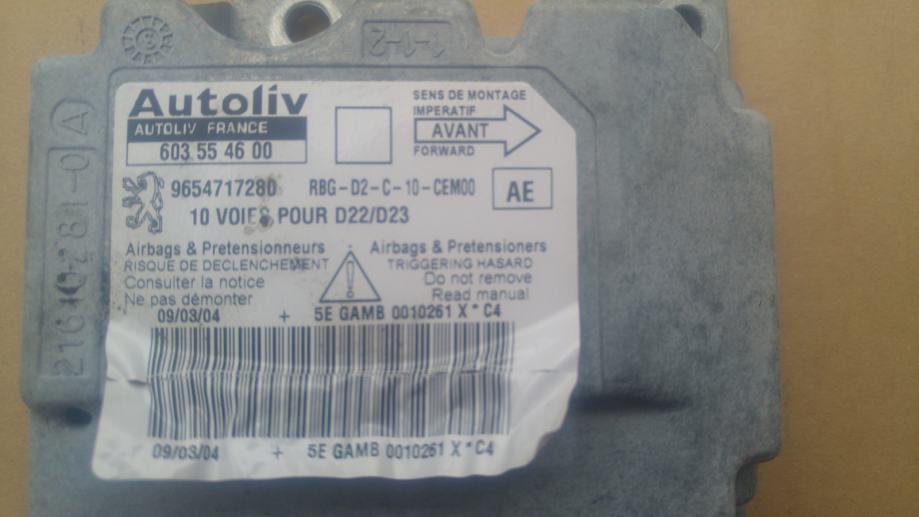 1-1-2
Autoliv
AUTOLIV FRANCE
603 55 46 00
SENS DE MONTAGE
IMPERATIF
AVANT
FORWARD
9654717280 RBG-D2-C-10-CEM00
AE
10 VOIES POUR D22/D23
Airbags & Pretensionneurs
RISQUE DE DECLENCHEMENT
Consulter la notice
Ne pas démonter
Airbags & Pretensioners
TRIGGERING HASARD
Do not remove
Read manual
09/03/04 + 5E GAMB 0010261 X * C4
09/03/04 + 5E GAMB 0010261 X * C4
A